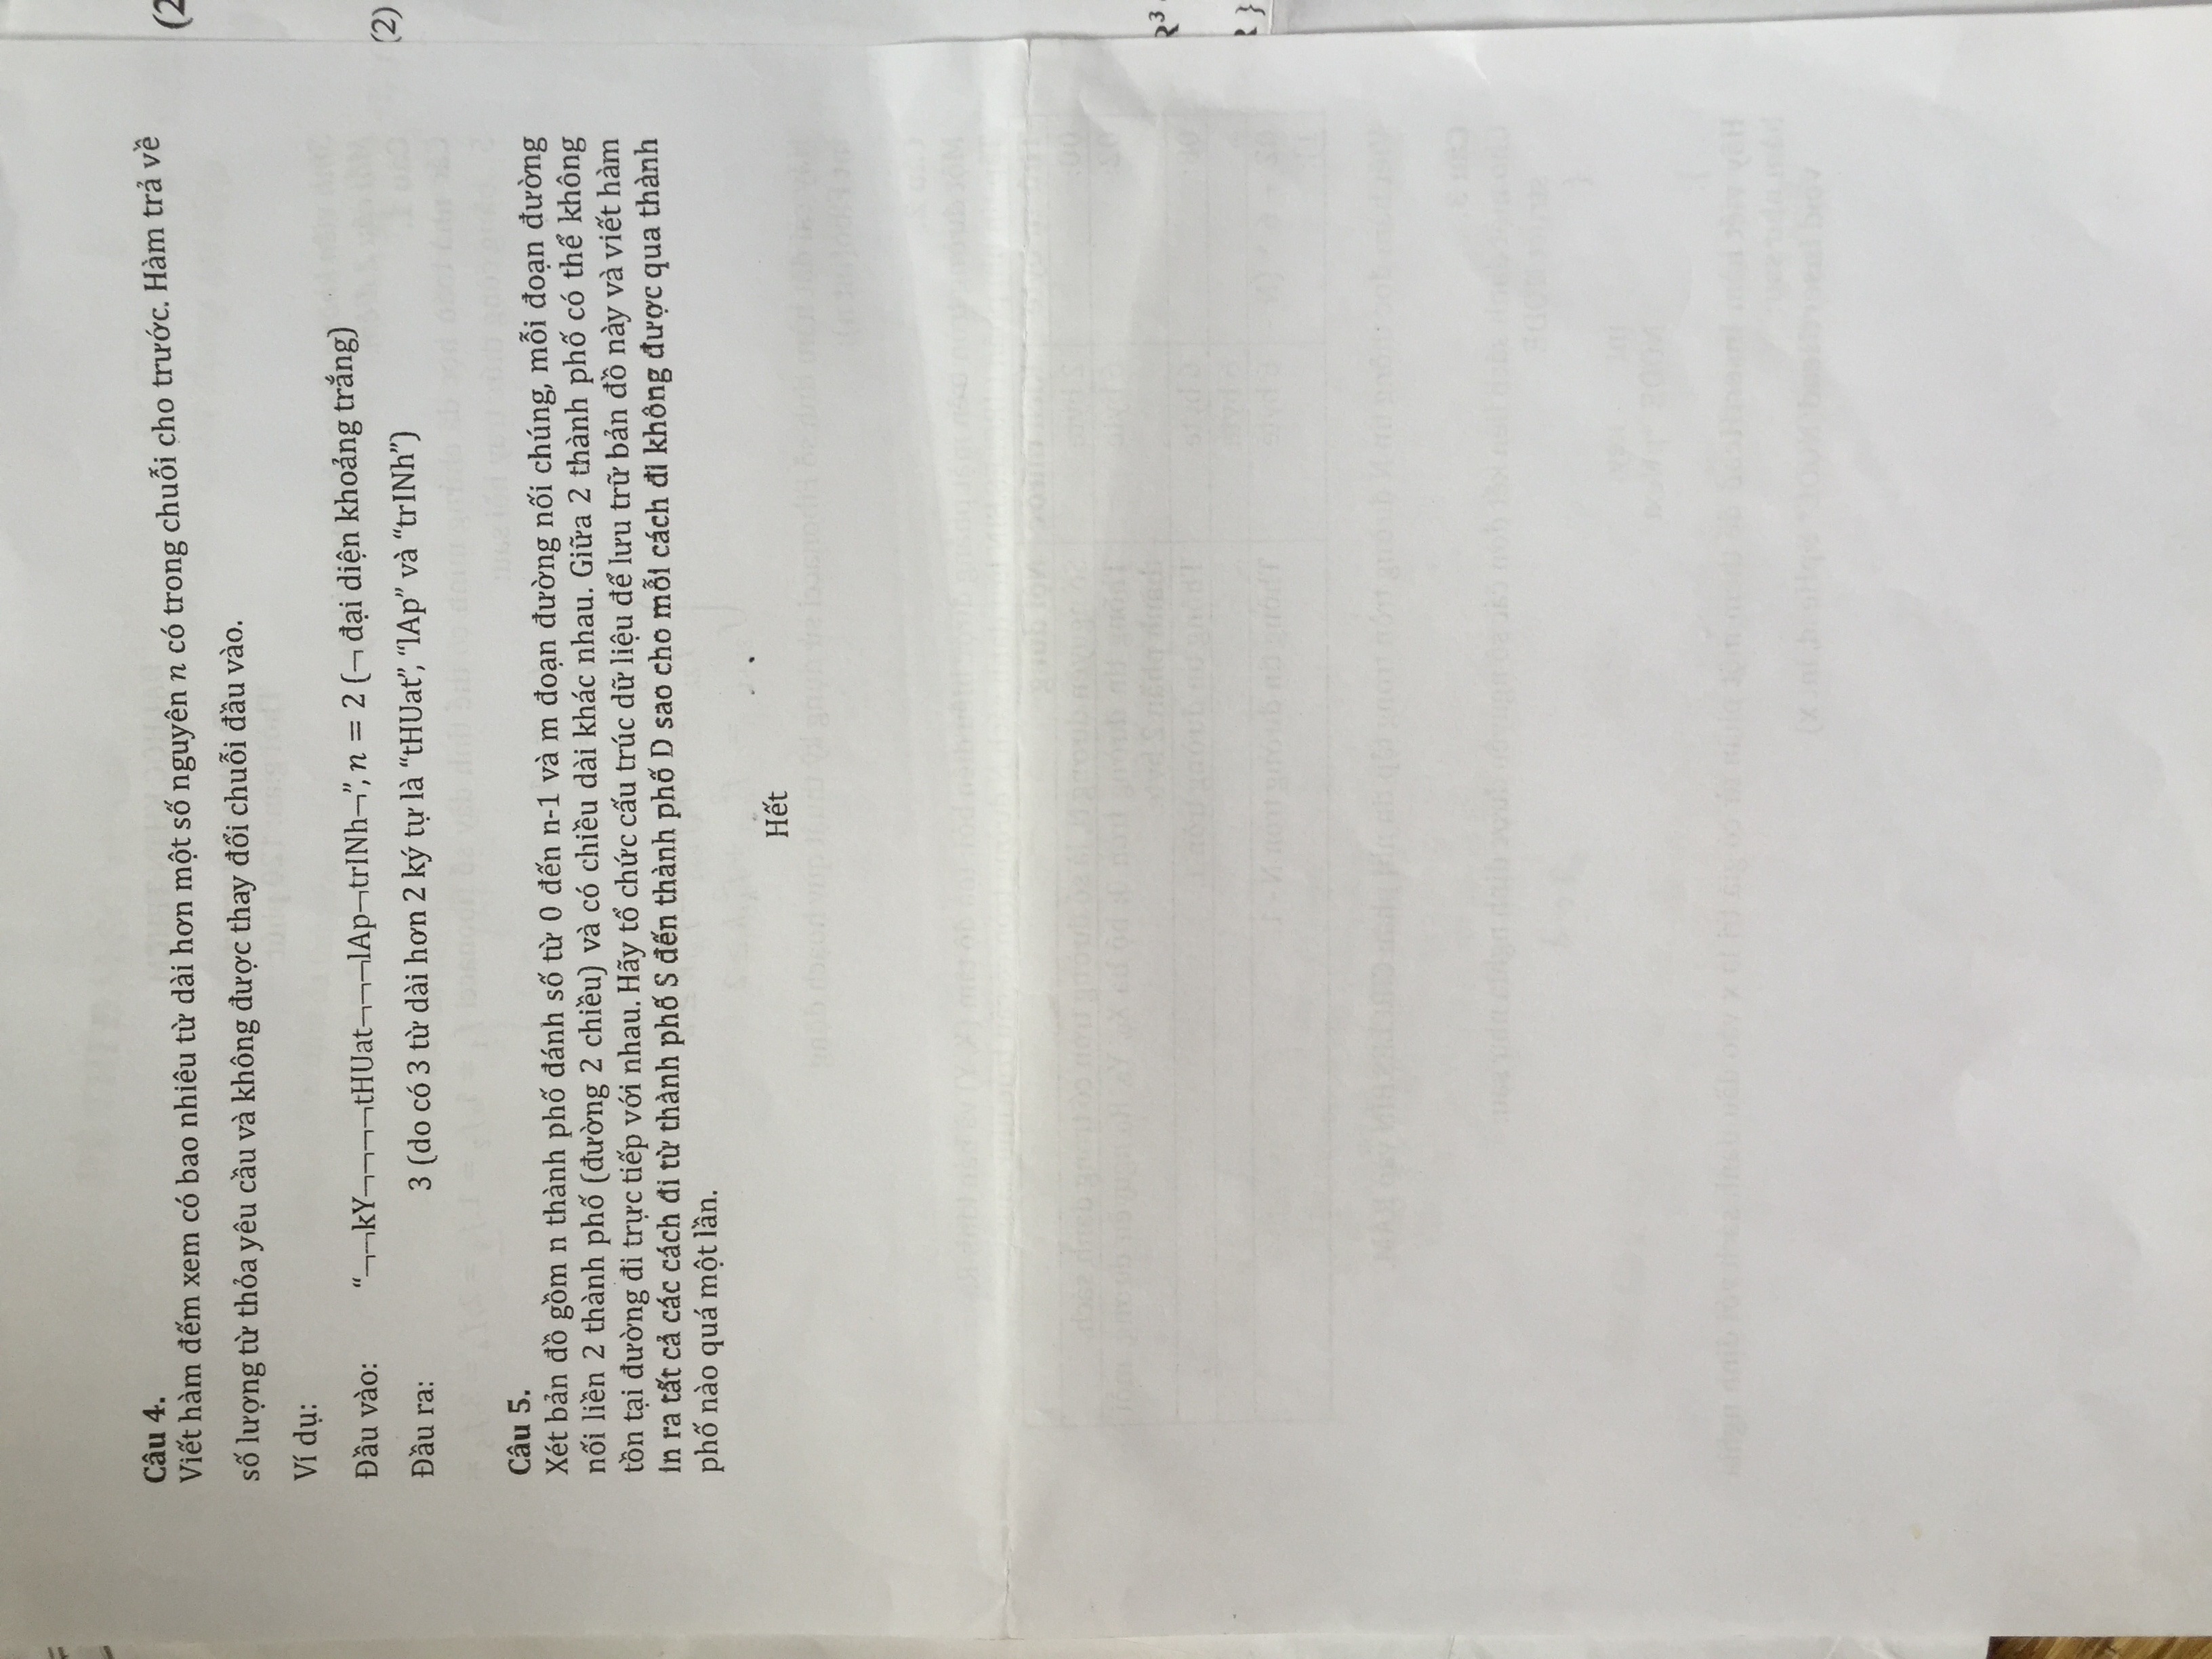 Câu 4.
Viết hàm đếm xem có bao nhiêu từ dài hơn một số nguyên n có trong chuỗi cho trước. Hàm trả về
số lượng từ thỏa yêu cầu và không được thay đổi chuỗi đầu vào.
Ví dụ:
Đầu vào: “¬¬kY¬¬¬¬tHUat¬¬¬lAp¬trINh¬”, n = 2 (¬ đại diện khoảng trắng)
Đầu ra: 3 (do có 3 từ dài hơn 2 ký tự là “tHUat”, “lAp” và “trINh”)
Câu 5.
Xét bản đồ gồm n thành phố đánh số từ 0 đến n-1 và m đoạn đường nối chúng, mỗi đoạn đường
nối liền 2 thành phố (đường 2 chiều) và có chiều dài khác nhau. Giữa 2 thành phố có thể không
tồn tại đường đi trực tiếp với nhau. Hãy tổ chức cấu trúc dữ liệu để lưu trữ bản đồ này và viết hàm
in ra tất cả các cách đi từ thành phố S đến thành phố D sao cho mỗi cách đi không được qua thành
phố nào quá một lần.
Hết
(2
(2)
R³
}